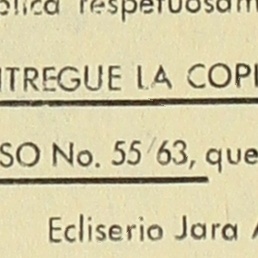 blica respetuosam
NTREGUE LA COPI
SO No. 55/63, que
Ecliserio Jara A